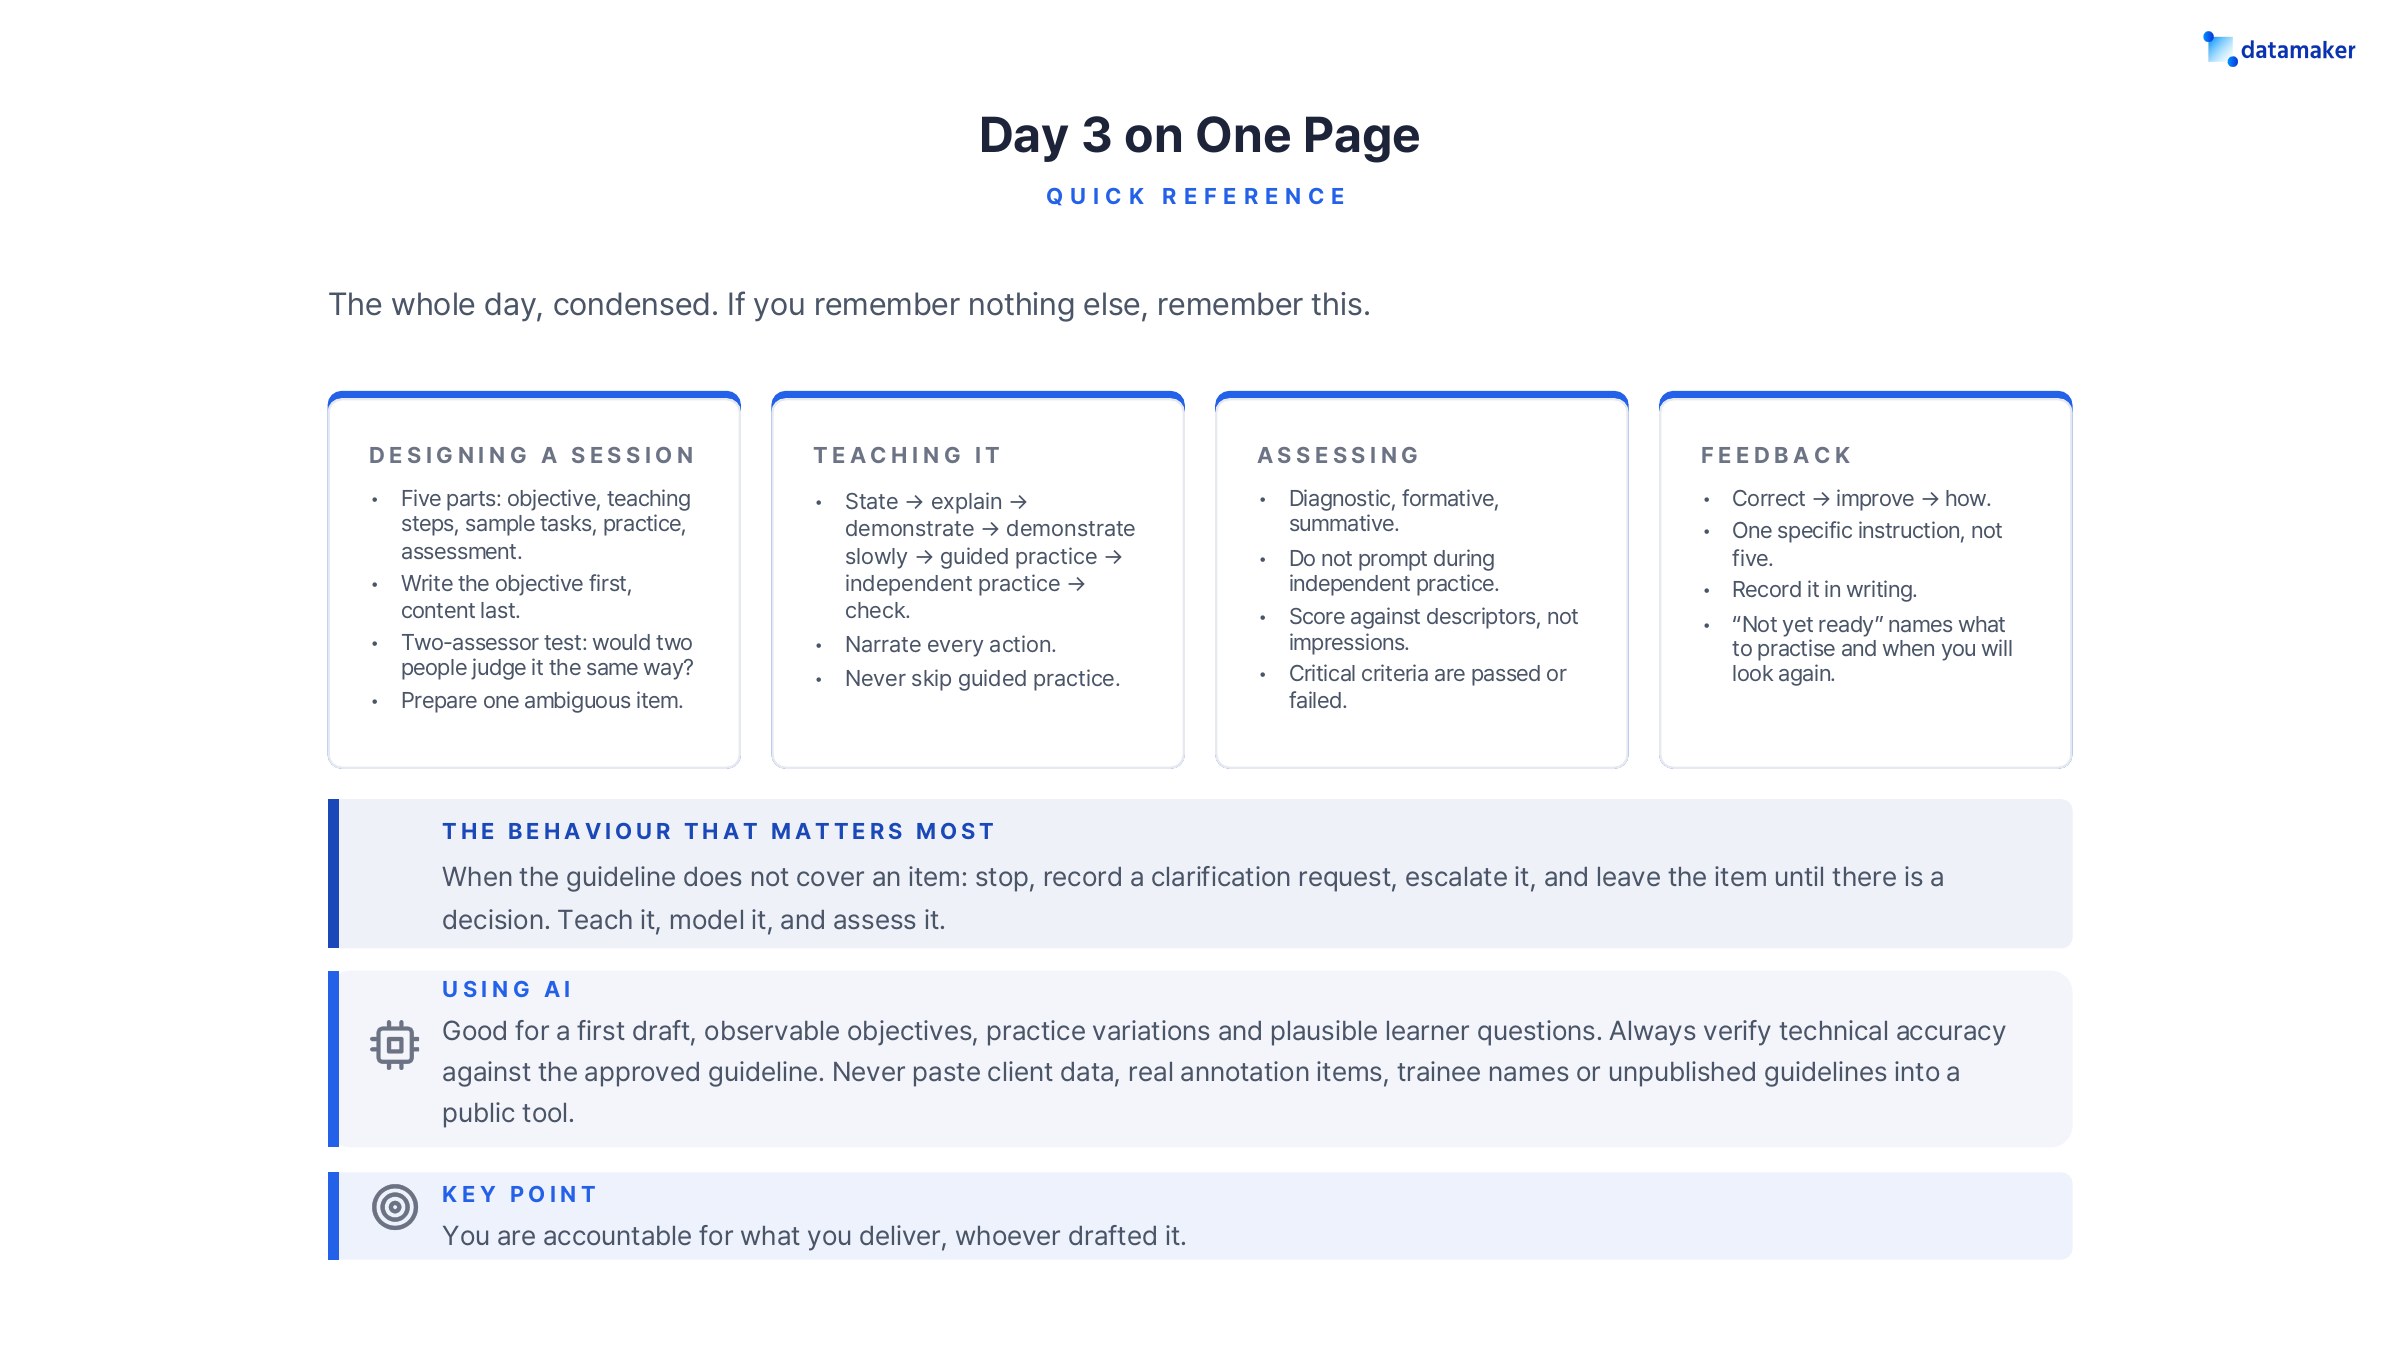 datamaker
Day 3 on One Page
QUICK REFERENCE
The whole day, condensed. If you remember nothing else, remember this.
DESIGNING A SESSION
• Five parts: objective, teaching
steps, sample tasks, practice,
assessment.
• Write the objective first,
content last.
• Two-assessor test: would two
people judge it the same way?
• Prepare one ambiguous item.
TEACHING IT
• State → explain →
demonstrate → demonstrate
slowly → guided practice →
independent practice →
check.
• Narrate every action.
• Never skip guided practice.
ASSESSING
• Diagnostic, formative,
summative.
• Do not prompt during
independent practice.
• Score against descriptors, not
impressions.
• Critical criteria are passed or
failed.
FEEDBACK
• Correct → improve → how.
• One specific instruction, not
five.
• Record it in writing.
• “Not yet ready” names what
to practise and when you will
look again.
THE BEHAVIOUR THAT MATTERS MOST
When the guideline does not cover an item: stop, record a clarification request, escalate it, and leave the item until there is a
decision. Teach it, model it, and assess it.
USING AI
Good for a first draft, observable objectives, practice variations and plausible learner questions. Always verify technical accuracy
against the approved guideline. Never paste client data, real annotation items, trainee names or unpublished guidelines into a
public tool.
KEY POINT
You are accountable for what you deliver, whoever drafted it.